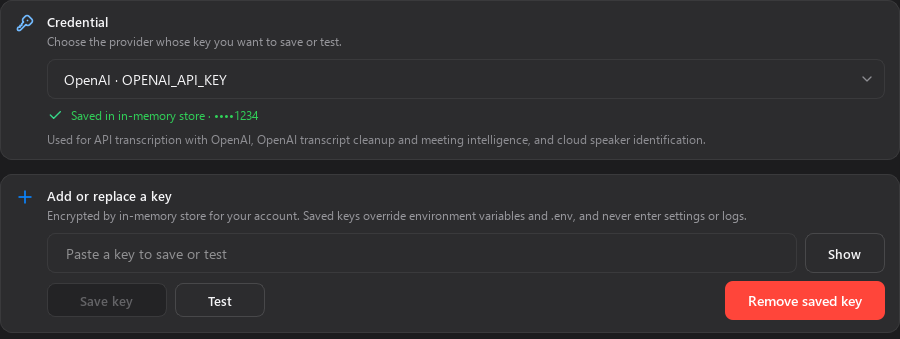 Credential
Choose the provider whose key you want to save or test.
OpenAI · OPENAI_API_KEY
Saved in in-memory store · ••••1234
Used for API transcription with OpenAI, OpenAI transcript cleanup and meeting intelligence, and cloud speaker identification.
Add or replace a key
Encrypted by in-memory store for your account. Saved keys override environment variables and .env, and never enter settings or logs.
Paste a key to save or test
Show
Save key
Test
Remove saved key